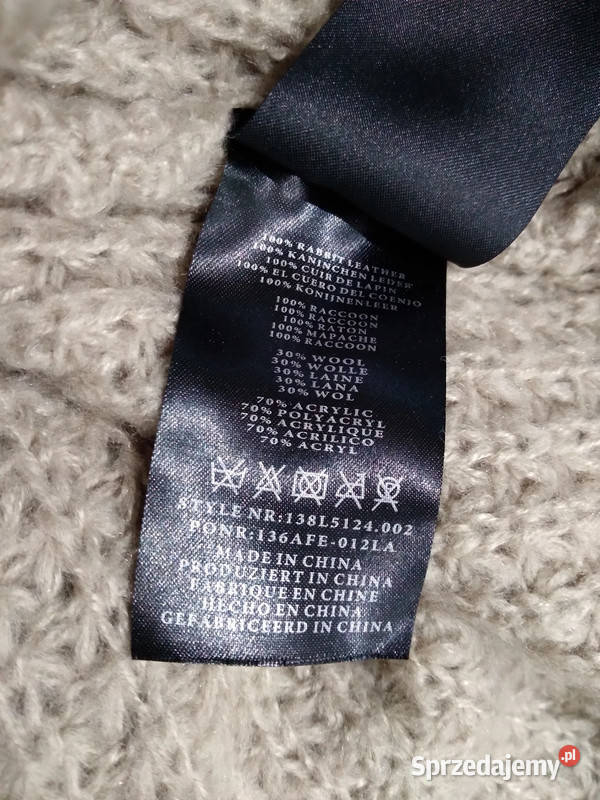 100% RABBIT LEATHER
100% KANINCHEN LEDER
100% CUIR DE LAPIN
100% EL CUERO DEL COENJO
100% KONIJNENLEER
100% RACCOON
100% RACCOON
100% RATON
100% MAPACHE
100% RACCOON
30% WOOL
30% WOLLE
30% LAINE
30% LANA
30% WOL
70% ACRYLIC
70% POLYACRYL
70% ACRYLIQUE
70% ACRILICO
70% ACRYL
STYLE NR:138L5124.002
PONR:136AFE-012LA
MADE IN CHINA
PRODUZIERT IN CHINA
FABRIQUE EN CHINE
HECHO EN CHINA
GEFABRICEERD IN CHINA
Sprzedajemy.pl